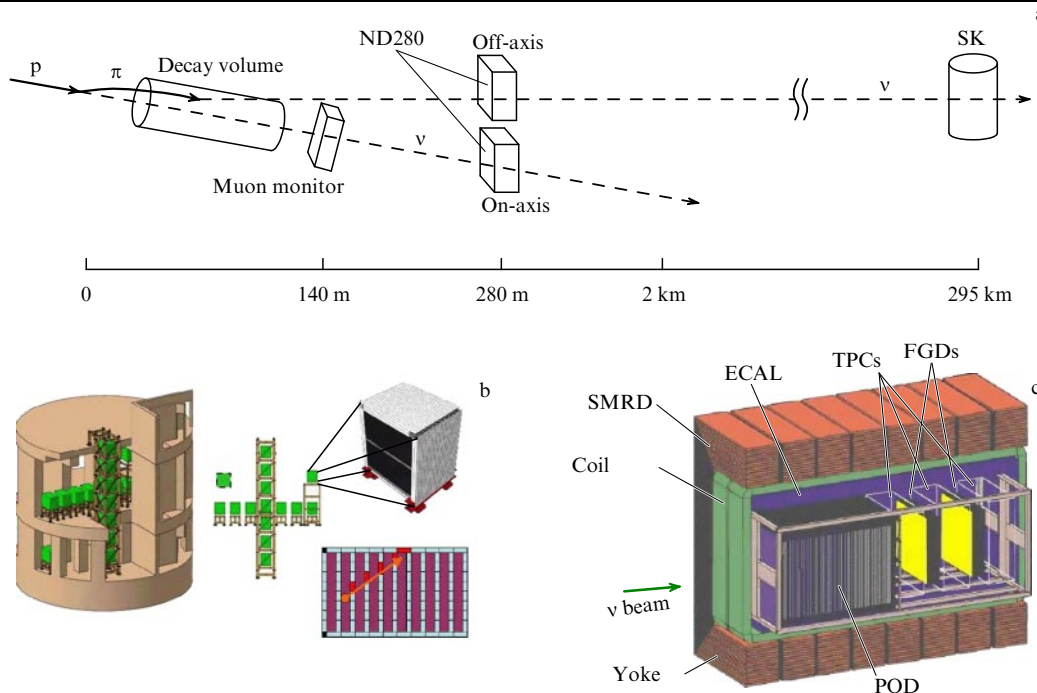 a
p
π
Decay volume
ND280
Off-axis
SK
ν
ν
Muon monitor
On-axis
0
140 m
280 m
2 km
295 km
b
c
TPCs
FGDs
ECAL
SMRD
Coil
ν beam
Yoke
POD